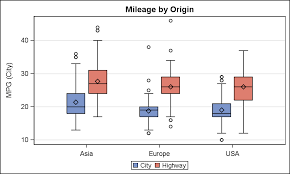 Mileage by Origin
MPG (City)
40
30
20
10
Asia
Europe
USA
City
Highway